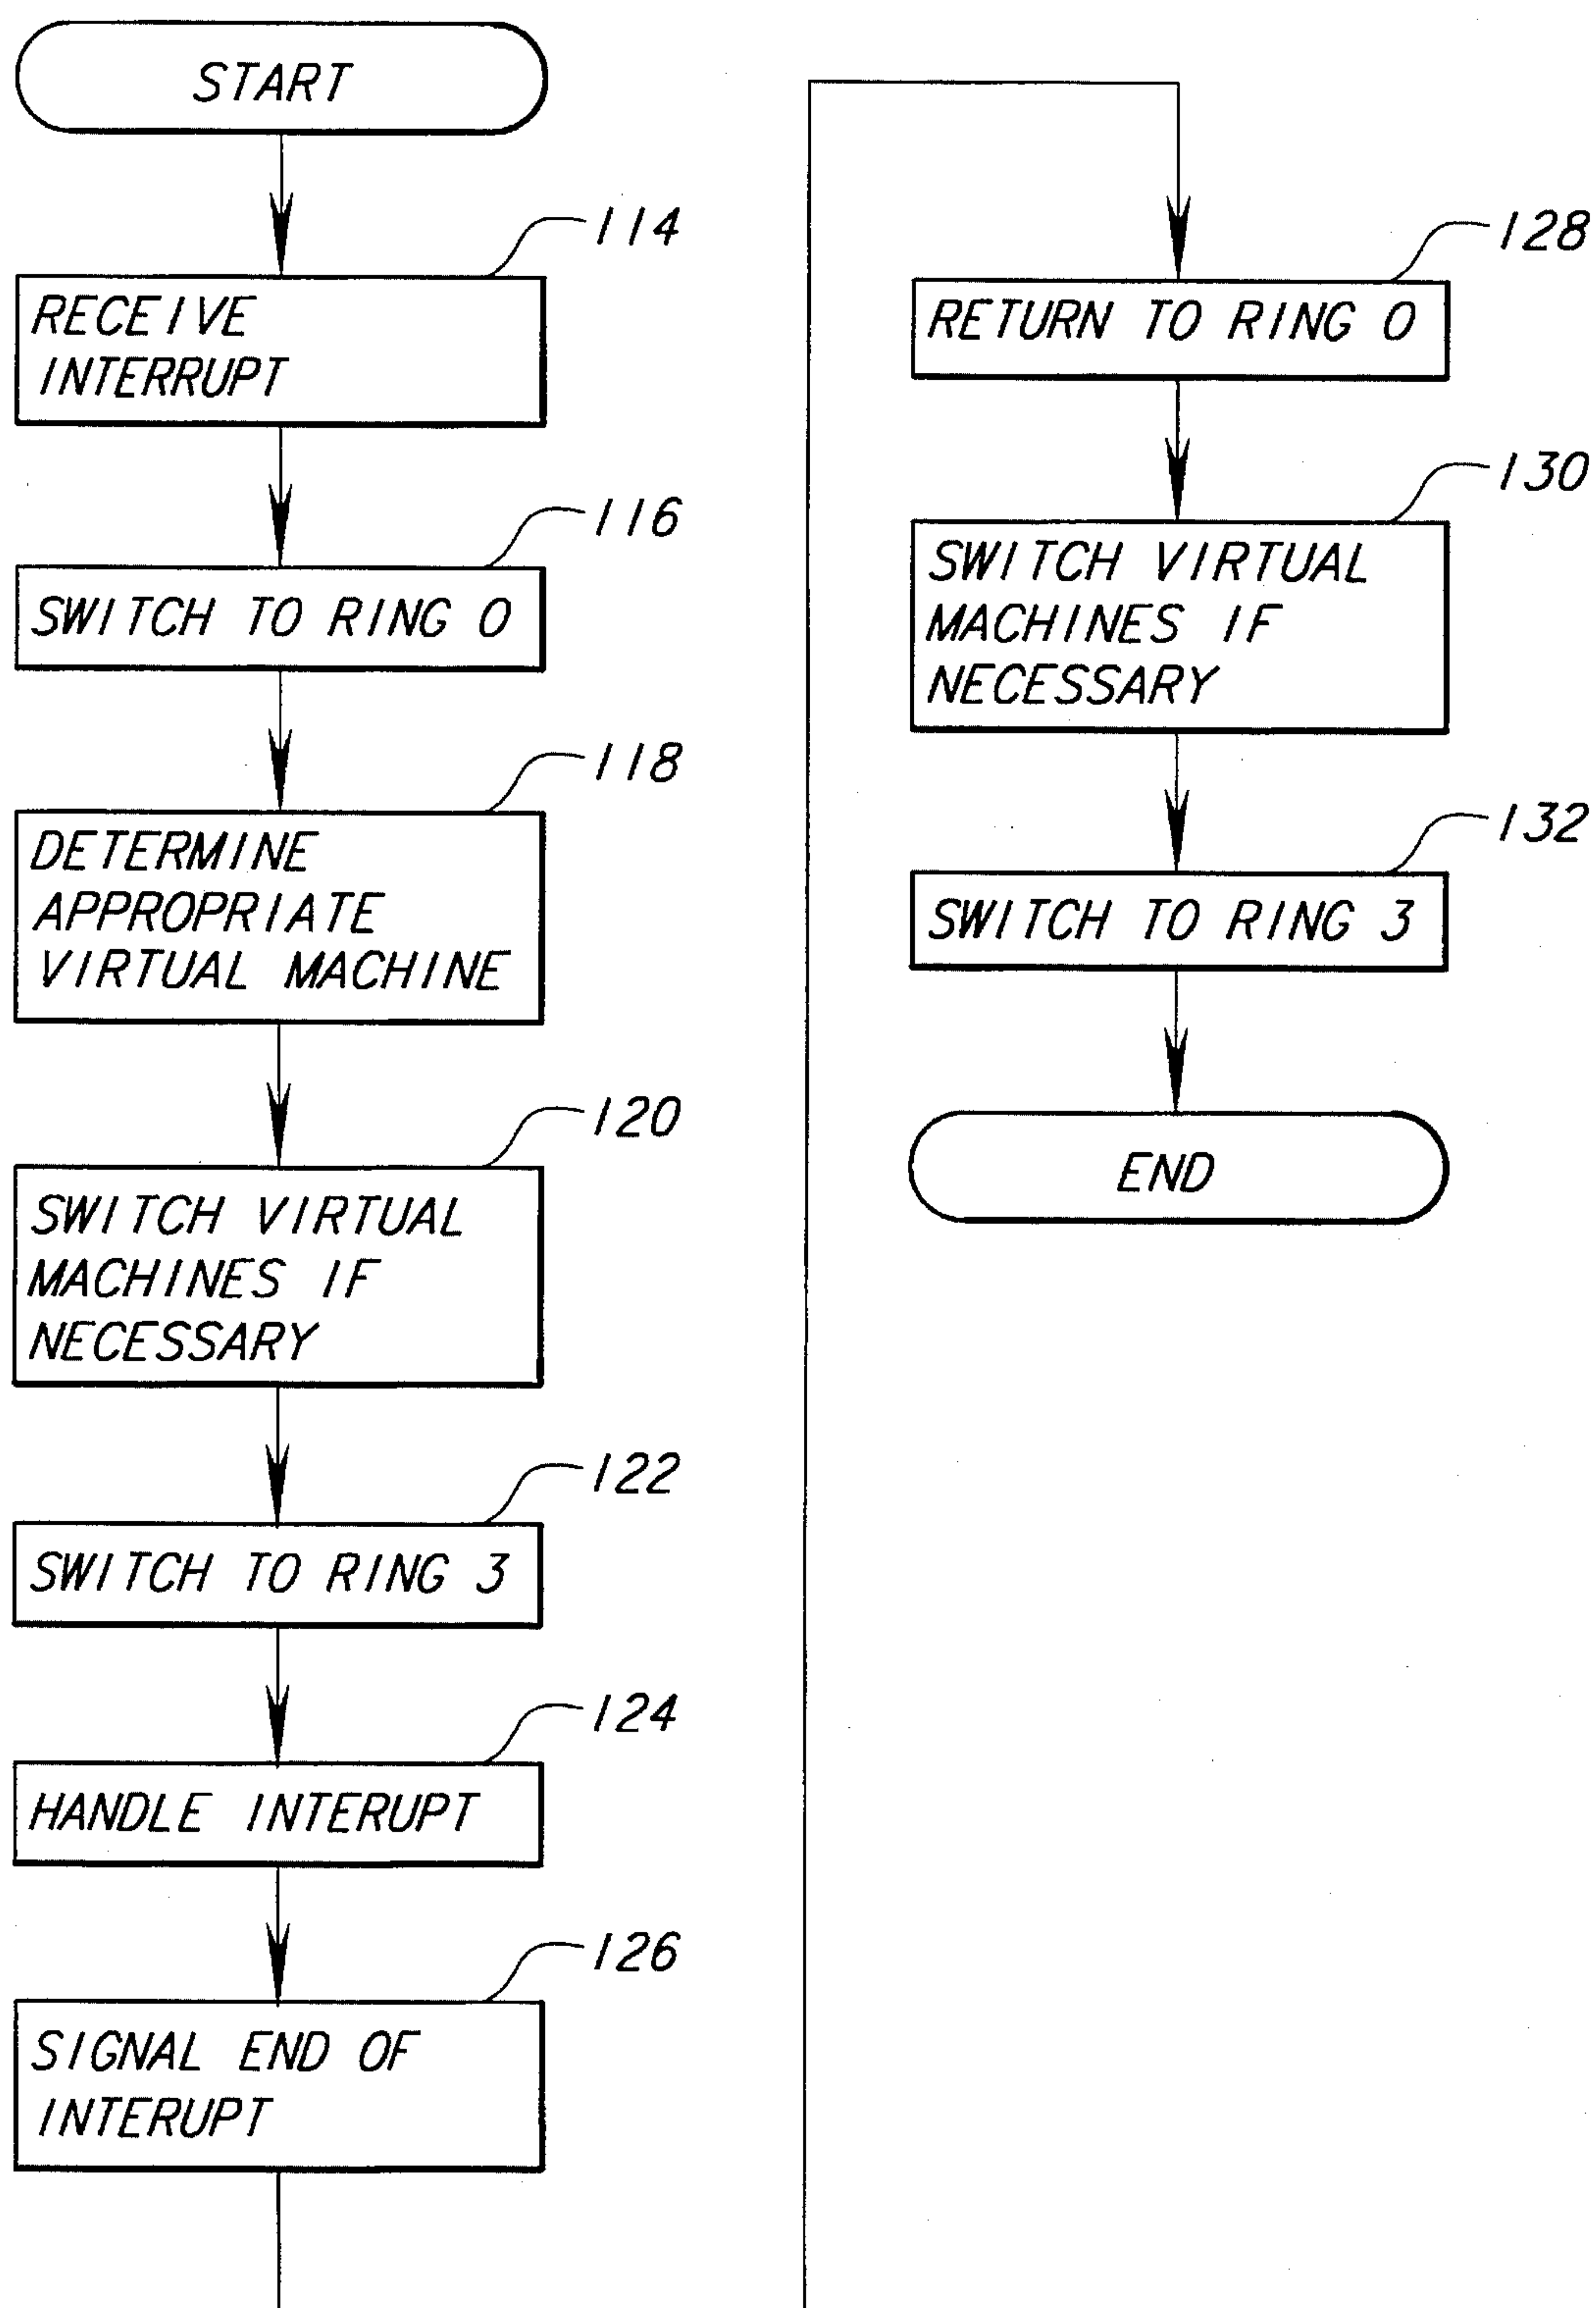 START
114
RECEIVE
INTERRUPT
116
SWITCH TO RING 0
118
DETERMINE
APPROPRIATE
VIRTUAL MACHINE
120
SWITCH VIRTUAL
MACHINES IF
NECESSARY
122
SWITCH TO RING 3
124
HANDLE INTERUPT
126
SIGNAL END OF
INTERUPT
128
RETURN TO RING 0
130
SWITCH VIRTUAL
MACHINES IF
NECESSARY
132
SWITCH TO RING 3
END